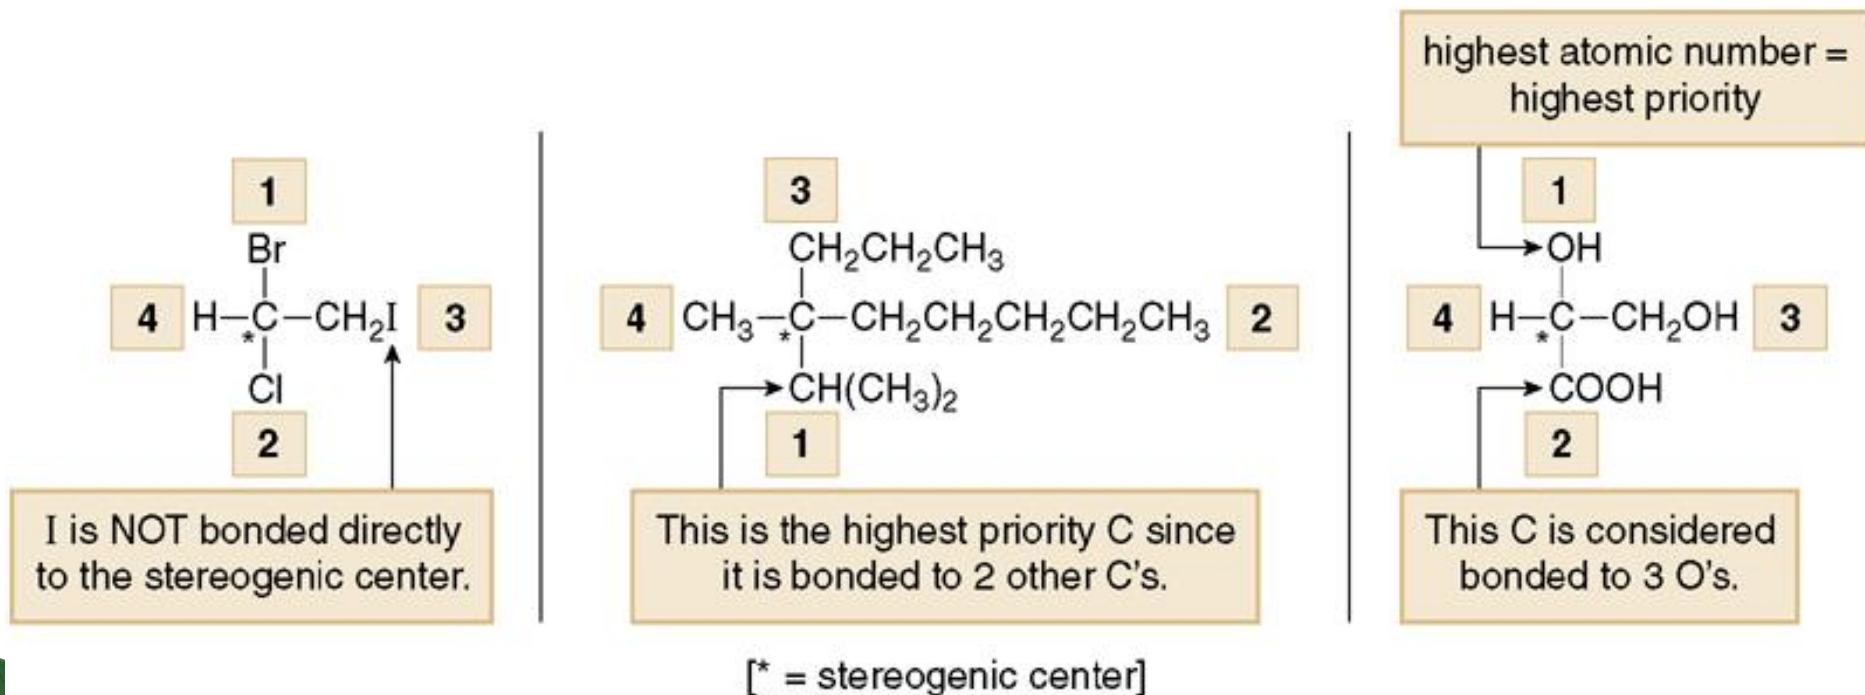 highest atomic number =
highest priority
1
Br
4 H–C–CH₂I 3
*
Cl
2
I is NOT bonded directly
to the stereogenic center.
3
CH₂CH₂CH₃
4 CH₃–C–CH₂CH₂CH₂CH₂CH₃ 2
*
CH(CH₃)₂
1
This is the highest priority C since
it is bonded to 2 other C's.
1
OH
4 H–C–CH₂OH 3
*
COOH
2
This C is considered
bonded to 3 O's.
[* = stereogenic center]